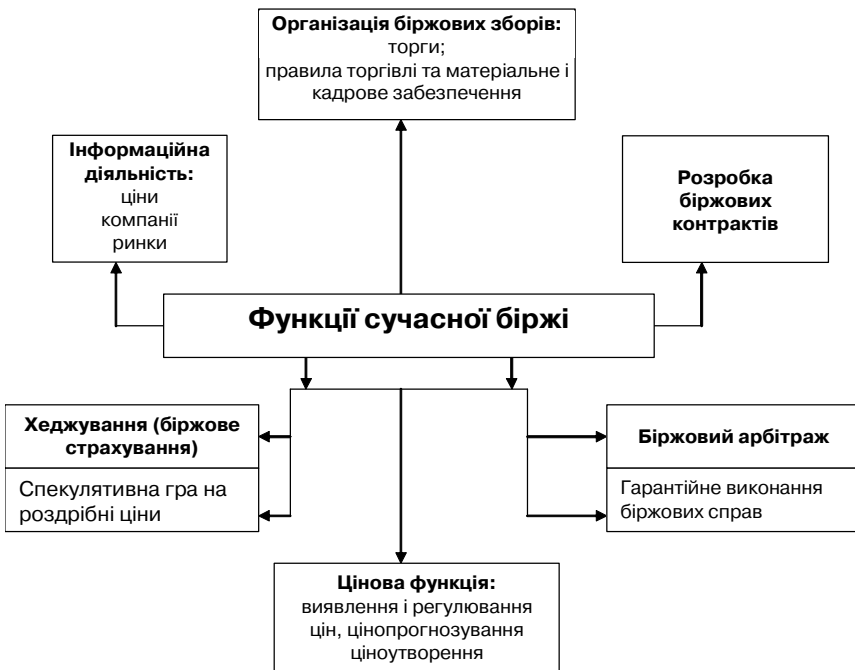 Організація біржових зборів:
торги;
правила торгівлі та матеріальне і
кадрове забезпечення
Інформаційна
діяльність:
ціни
компанії
ринки
Розробка
біржових
контрактів
Функції сучасної біржі
Хеджування (біржове
страхування)
Спекулятивна гра на
роздрібні ціни
Біржовий арбітраж
Гарантійне виконання
біржових справ
Цінова функція:
виявлення і регулювання
цін, цінопрогнозування
ціноутворення